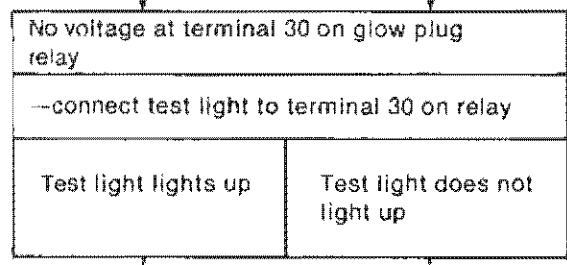 No voltage at terminal 30 on glow plug
relay
—connect test light to terminal 30 on relay
Test light lights up
Test light does not
light up